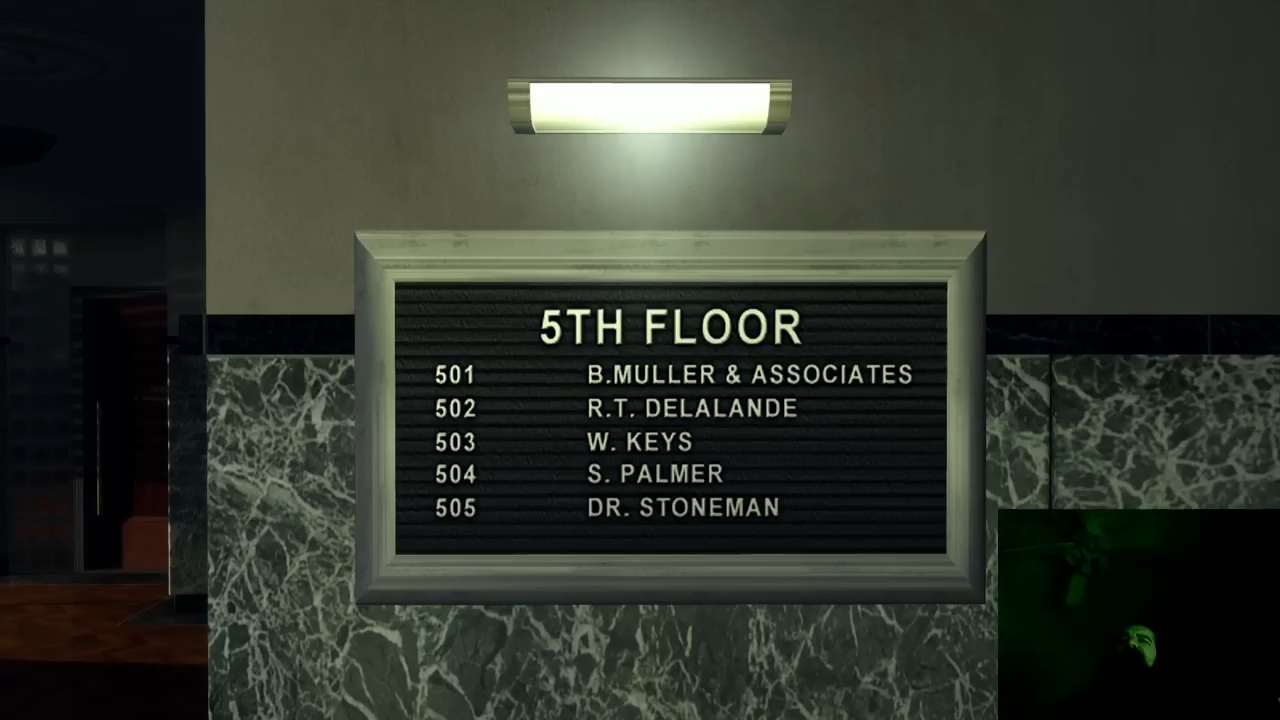 5TH FLOOR
501 B.MULLER & ASSOCIATES
502 R.T. DELALANDE
503 W. KEYS
504 S. PALMER
505 DR. STONEMAN